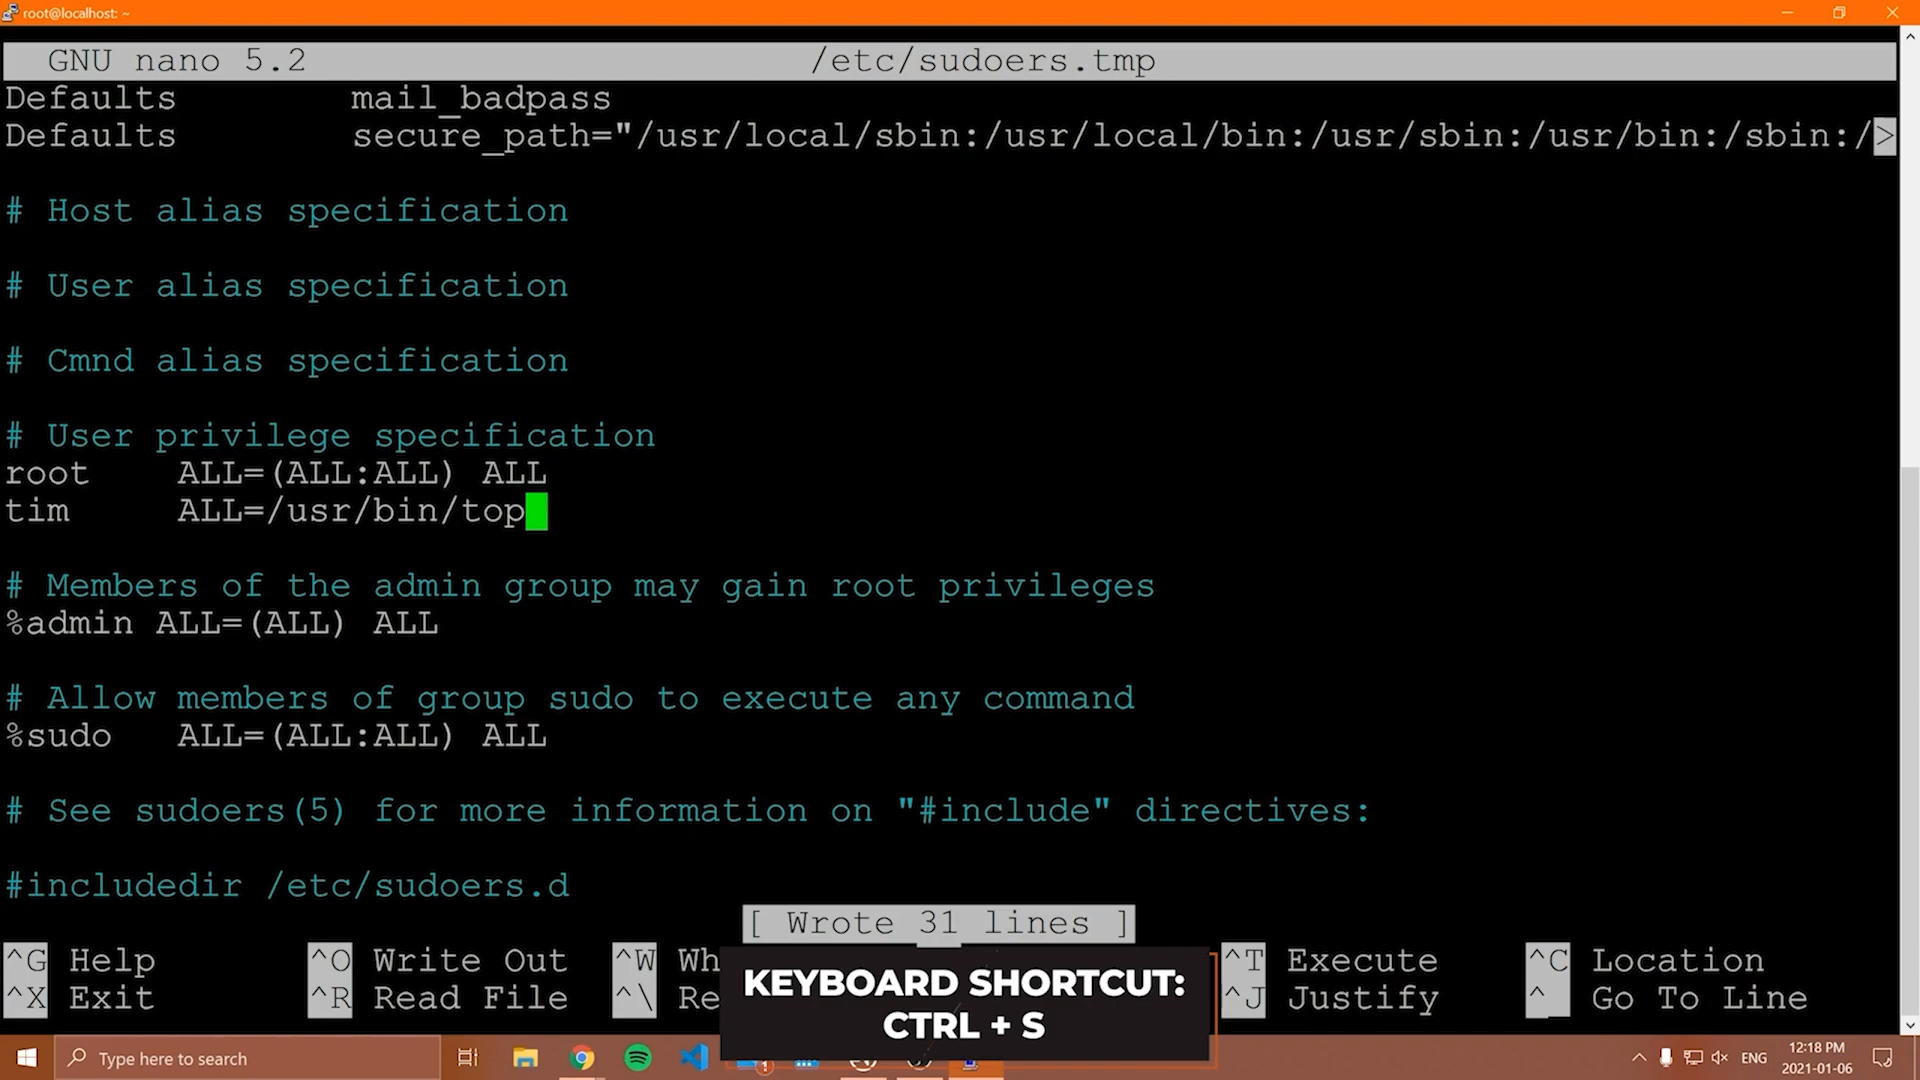 root@localhost: ~
GNU nano 5.2 /etc/sudoers.tmp
Defaults mail_badpass
Defaults secure_path="/usr/local/sbin:/usr/local/bin:/usr/sbin:/usr/bin:/sbin:/>
# Host alias specification
# User alias specification
# Cmnd alias specification
# User privilege specification
root ALL=(ALL:ALL) ALL
tim ALL=/usr/bin/top
# Members of the admin group may gain root privileges
%admin ALL=(ALL) ALL
# Allow members of group sudo to execute any command
%sudo ALL=(ALL:ALL) ALL
# See sudoers(5) for more information on "#include" directives:
#includedir /etc/sudoers.d
[ Wrote 31 lines ]
^G Help ^O Write Out ^W Wh ^T Execute ^C Location
^X Exit ^R Read File ^\ Re ^J Justify ^_ Go To Line
KEYBOARD SHORTCUT:
CTRL + S
Type here to search
ENG
12:18 PM
2021-01-06